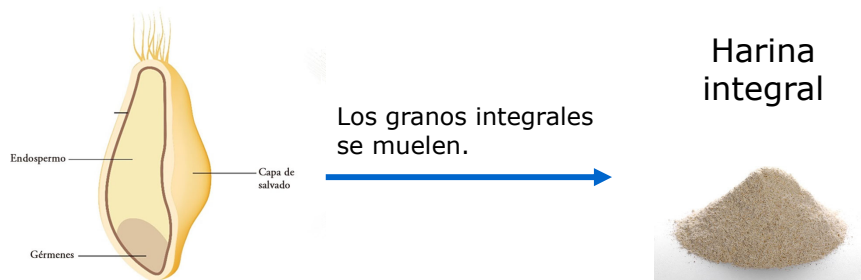 Endospermo
Gérmenes
Capa de
salvado
Los granos integrales
se muelen.
Harina
integral